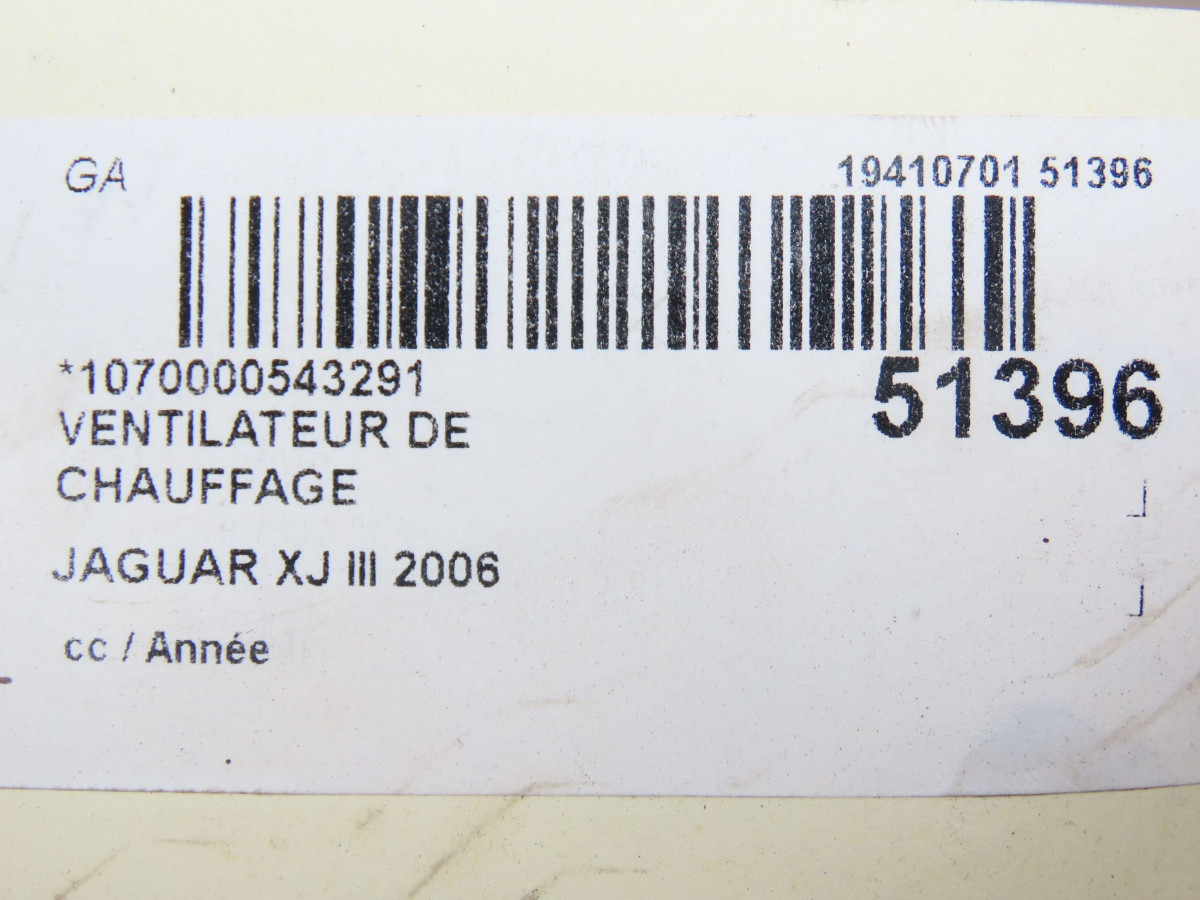 GA
19410701 51396
*1070000543291
51396
VENTILATEUR DE
CHAUFFAGE
JAGUAR XJ III 2006
cc / Année